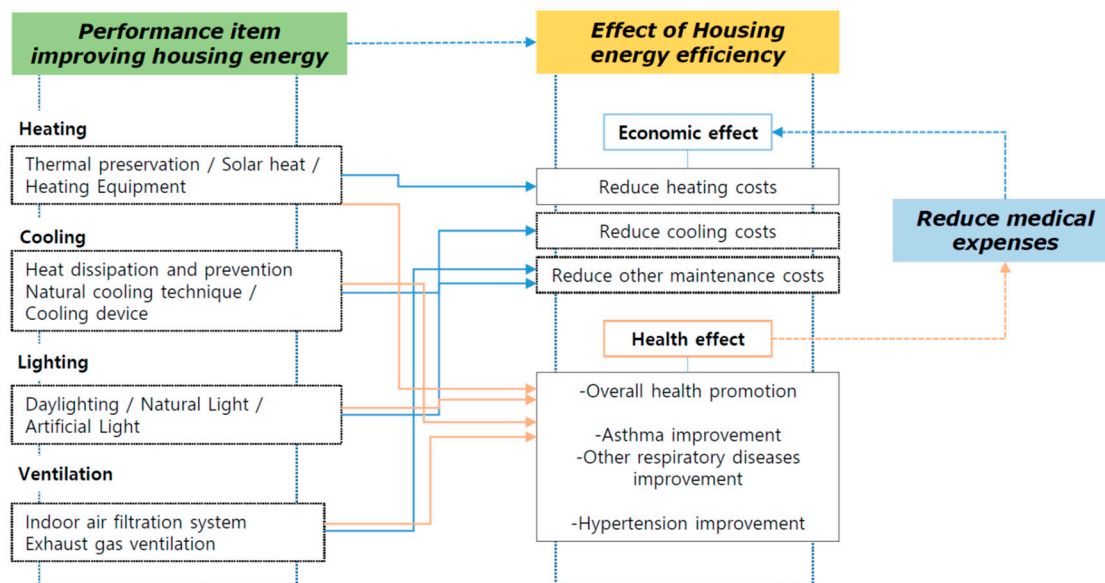 Performance item
improving housing energy
Effect of Housing
energy efficiency
Heating
Thermal preservation / Solar heat /
Heating Equipment
Cooling
Heat dissipation and prevention
Natural cooling technique /
Cooling device
Lighting
Daylighting / Natural Light /
Artificial Light
Ventilation
Indoor air filtration system
Exhaust gas ventilation
Economic effect
Reduce heating costs
Reduce cooling costs
Reduce other maintenance costs
Health effect
-Overall health promotion
-Asthma improvement
-Other respiratory diseases
improvement
-Hypertension improvement
Reduce medical
expenses